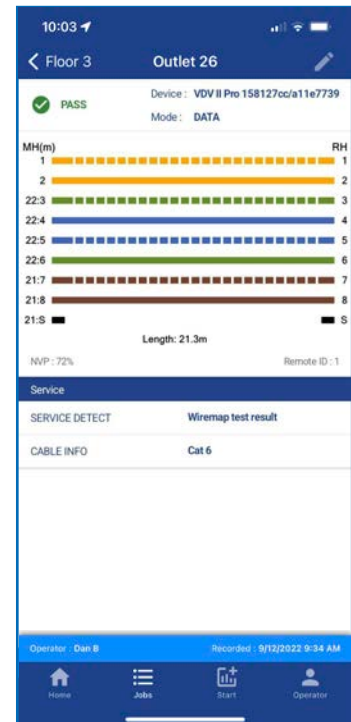 10:03
Floor 3 Outlet 26
PASS
Device : VDV II Pro 158127cc/a11e7739
Mode : DATA
MH(m) RH
1 1
2 2
22:3 3
22:4 4
22:5 5
22:6 6
21:7 7
21:8 8
21:S S
Length: 21.3m
NVP : 72% Remote ID : 1
Service
SERVICE DETECT Wiremap test result
CABLE INFO Cat 6
Operator : Dan B Recorded : 9/12/2022 9:34 AM
Home Jobs Start Operator